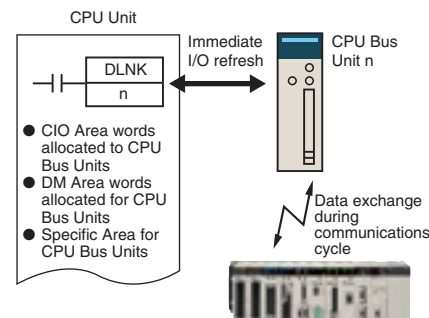 CPU Unit
DLNK
n
● CIO Area words
allocated to CPU
Bus Units
● DM Area words
allocated for CPU
Bus Units
● Specific Area for
CPU Bus Units
Immediate
I/O refresh
CPU Bus
Unit n
Data exchange
during
communications
cycle